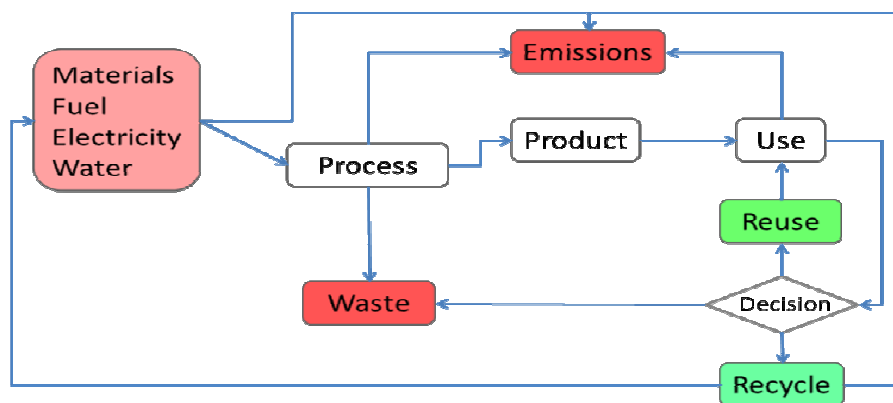 Emissions
Materials
Fuel
Electricity
Water
Process
Product
Use
Reuse
Waste
Decision
Recycle